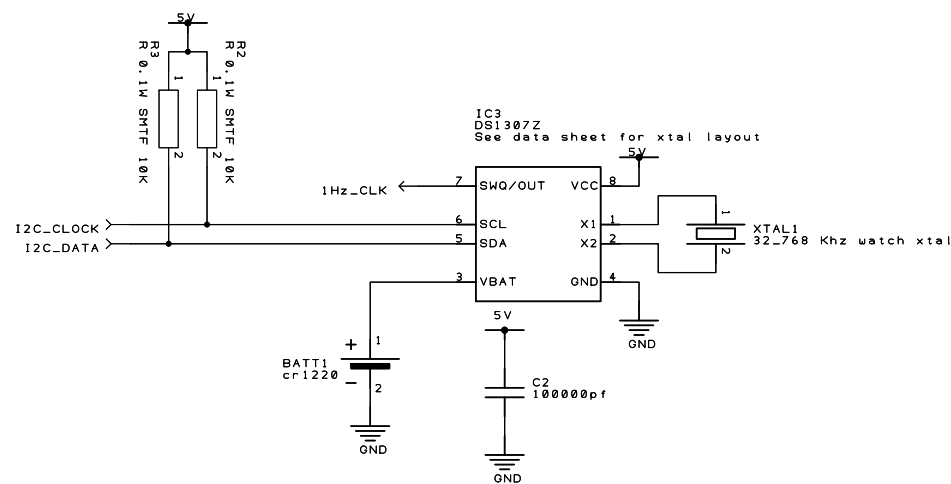 5V
R3
R 0.1W SMTF 10K
R2
R 0.1W SMTF 10K
1
1
2
2
IC3
DS1307Z
See data sheet for xtal layout
5V
1Hz_CLK
7 SWQ/OUT VCC 8
I2C_CLOCK
6 SCL X1 1
I2C_DATA
5 SDA X2 2
1
XTAL1
32_768 Khz watch xtal
2
3 VBAT GND 4
GND
5V
+ 1
BATT1
cr1220
- 2
GND
C2
100000pf
GND